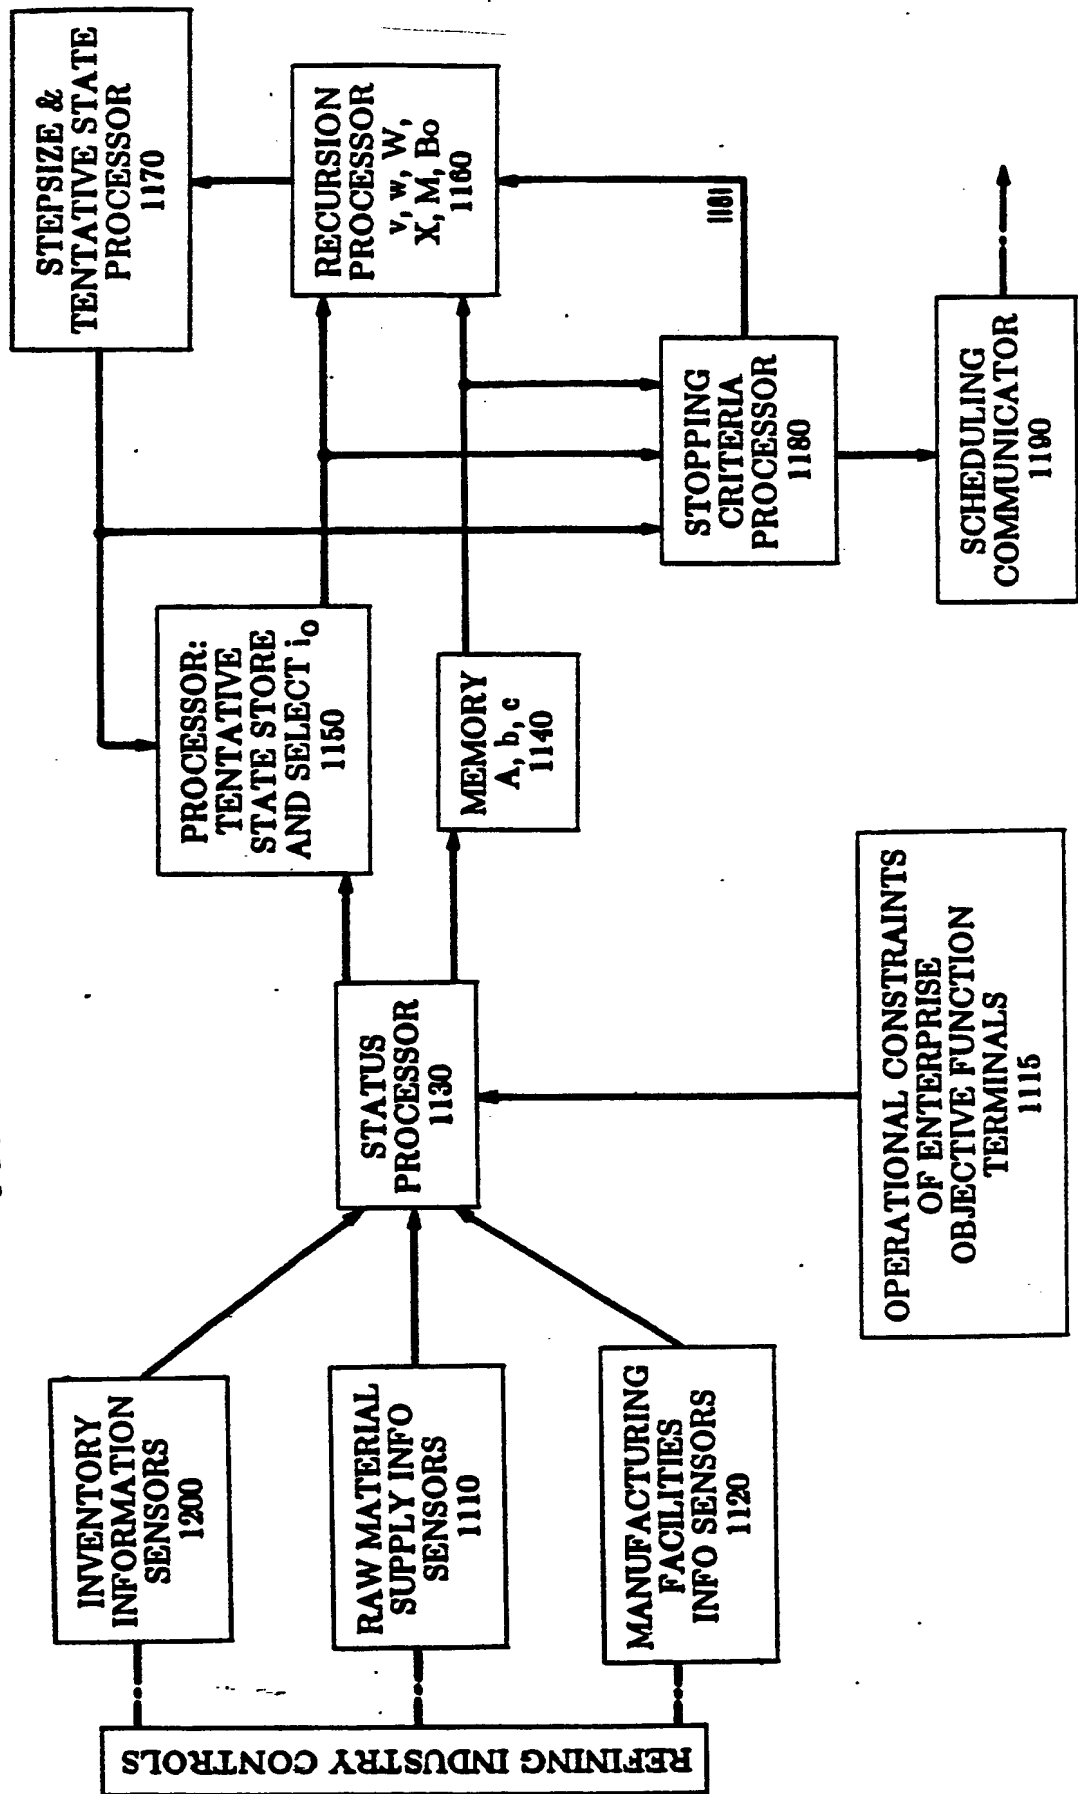 REFINING INDUSTRY CONTROLS
INVENTORY
INFORMATION
SENSORS
1200
RAW MATERIAL
SUPPLY INFO
SENSORS
1110
MANUFACTURING
FACILITIES
INFO SENSORS
1120
STATUS
PROCESSOR
1130
OPERATIONAL CONSTRAINTS
OF ENTERPRISE
OBJECTIVE FUNCTION
TERMINALS
1115
PROCESSOR:
TENTATIVE
STATE STORE
AND SELECT i₀
1150
MEMORY
A, b, c
1140
STEPSIZE &
TENTATIVE STATE
PROCESSOR
1170
RECURSION
PROCESSOR
v, w, W,
X, M, B₀
1160
1181
STOPPING
CRITERIA
PROCESSOR
1180
SCHEDULING
COMMUNICATOR
1190